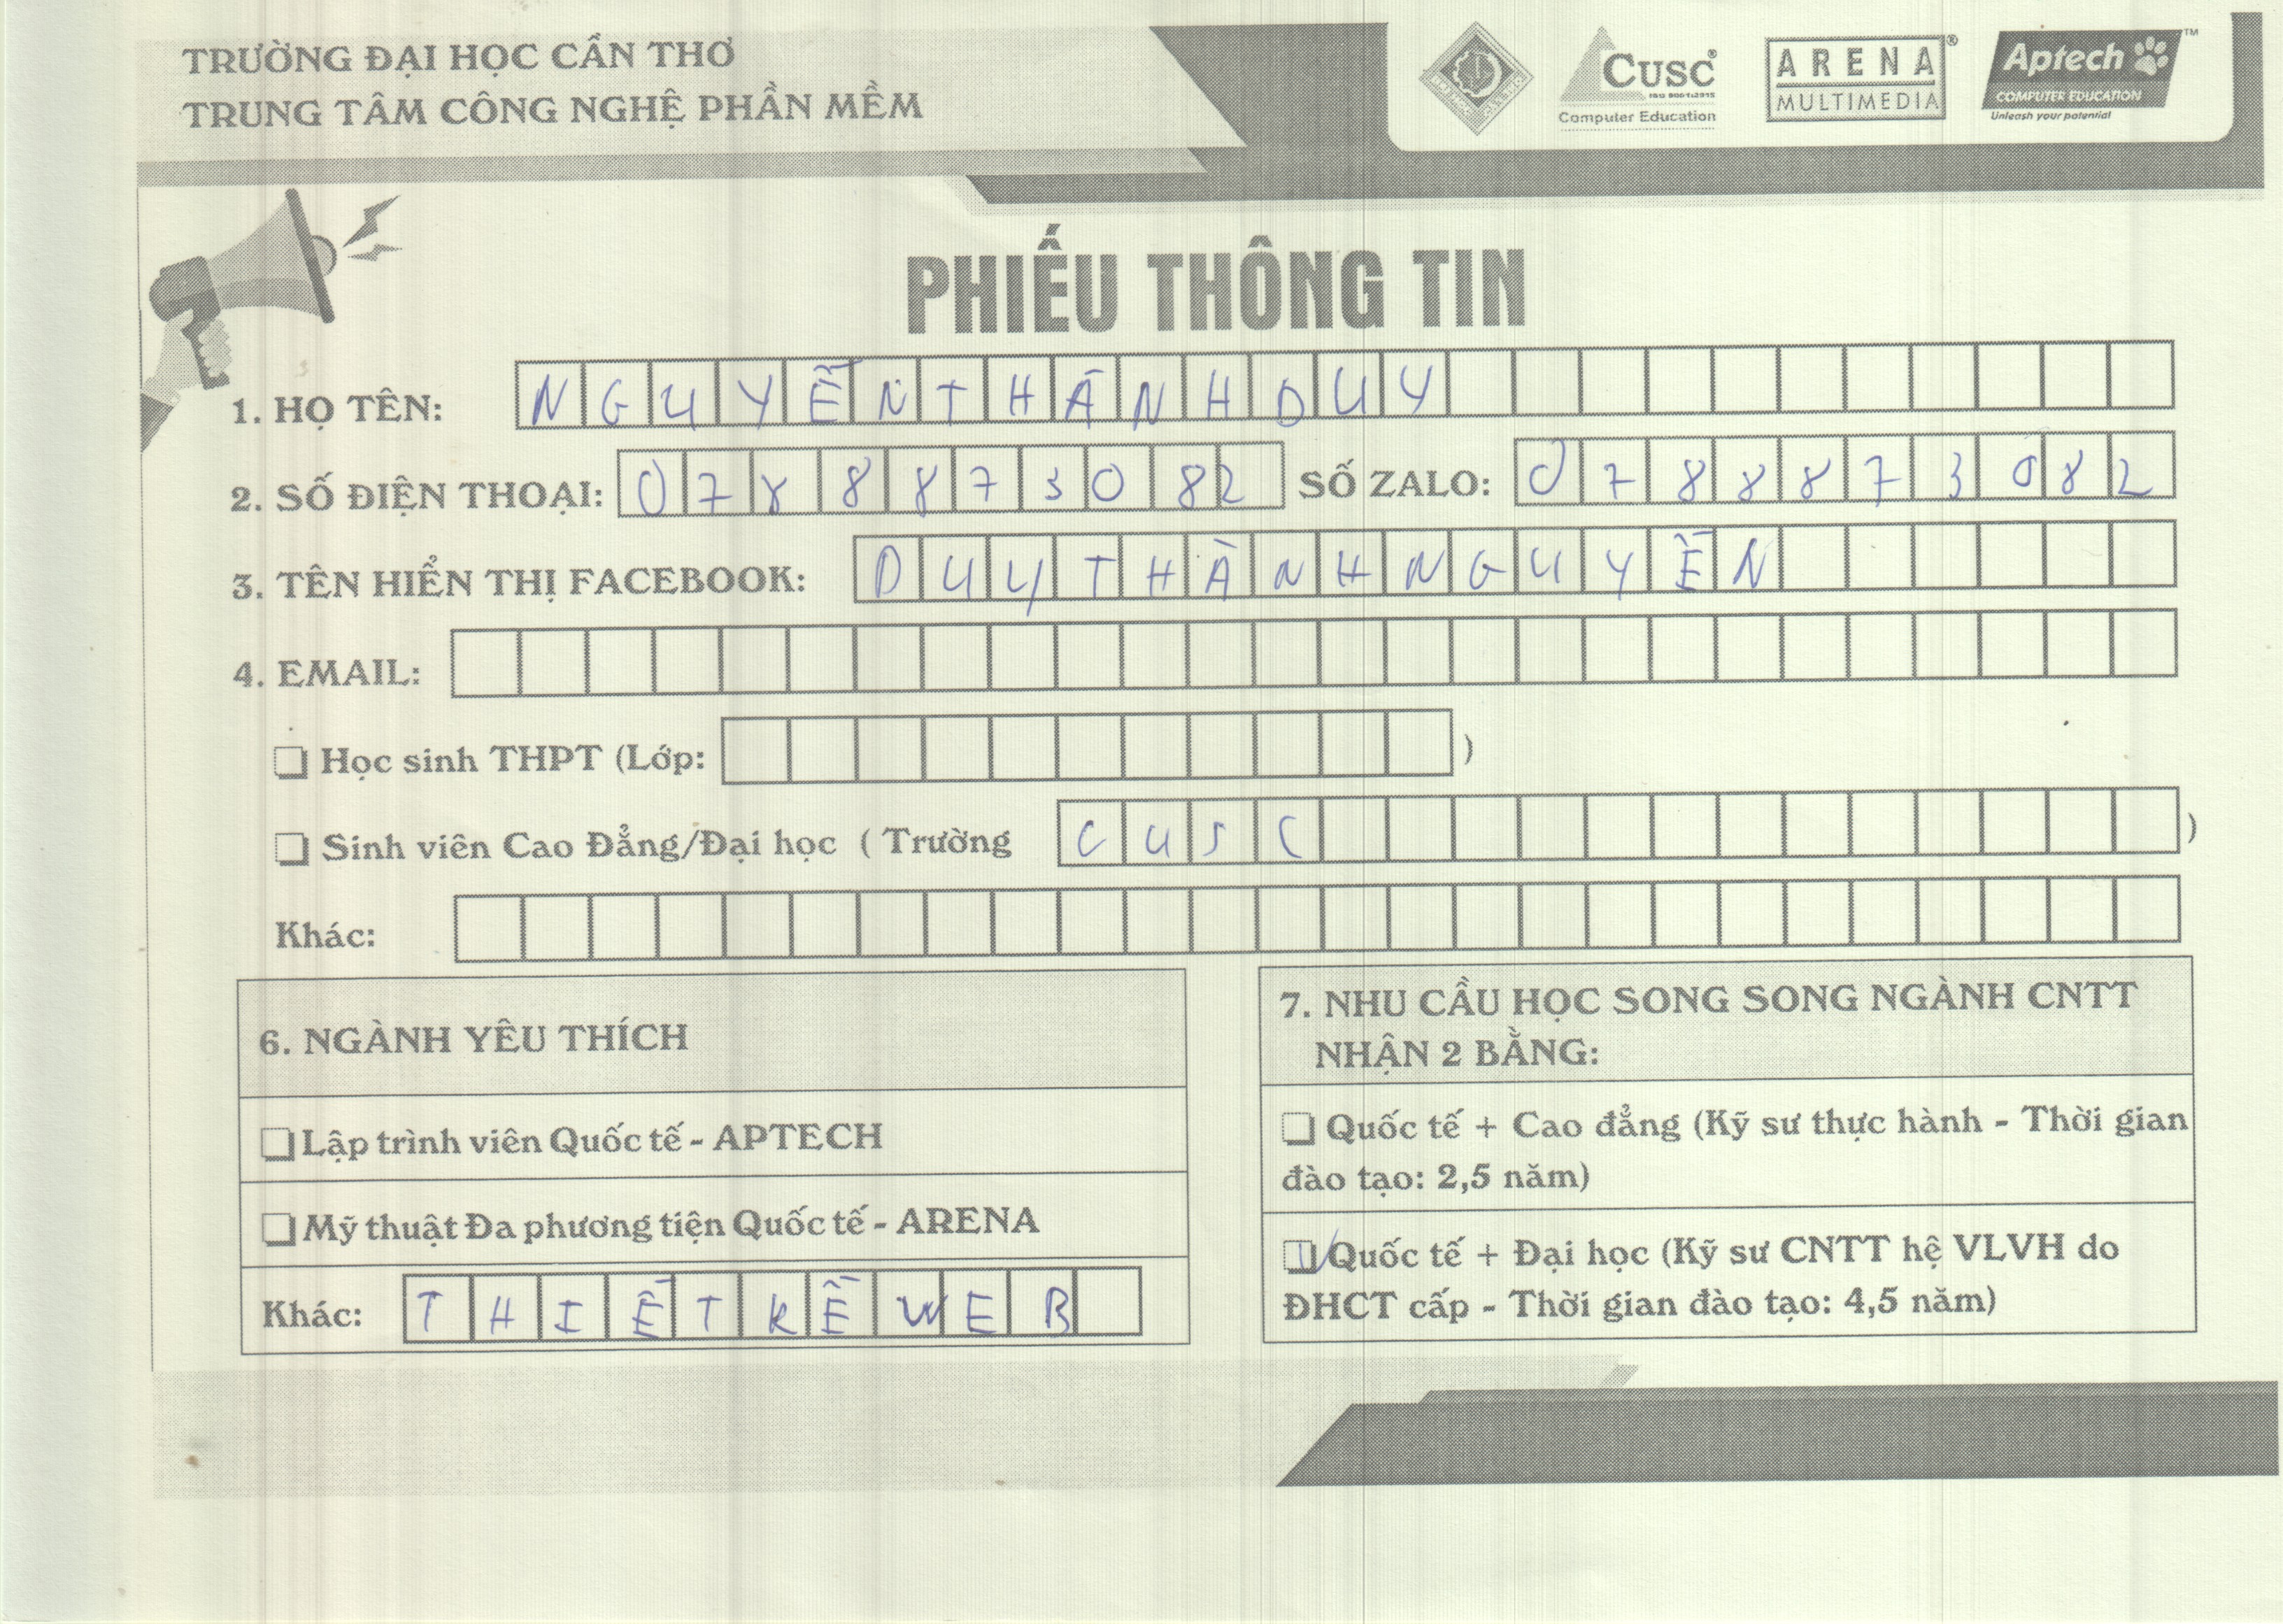 TRƯỜNG ĐẠI HỌC CẦN THƠ
TRUNG TÂM CÔNG NGHỆ PHẦN MỀM
CUSC®
ISO 9001:2015
Computer Education
ARENA®
MULTIMEDIA
Aptech™
COMPUTER EDUCATION
Unleash your potential
PHIẾU THÔNG TIN
1. HỌ TÊN: NGUYỄNTHÀNHDUY
2. SỐ ĐIỆN THOẠI: 0788873082 SỐ ZALO: 0788873082
3. TÊN HIỂN THỊ FACEBOOK: DUYTHÀNHNGUYỄN
4. EMAIL:
Học sinh THPT (Lớp: )
Sinh viên Cao Đẳng/Đại học ( Trường CUSC )
Khác:
6. NGÀNH YÊU THÍCH
Lập trình viên Quốc tế - APTECH
Mỹ thuật Đa phương tiện Quốc tế - ARENA
Khác: THIẾTKẾWEB
7. NHU CẦU HỌC SONG SONG NGÀNH CNTT
NHẬN 2 BẰNG:
Quốc tế + Cao đẳng (Kỹ sư thực hành - Thời gian
đào tạo: 2,5 năm)
Quốc tế + Đại học (Kỹ sư CNTT hệ VLVH do
ĐHCT cấp - Thời gian đào tạo: 4,5 năm)